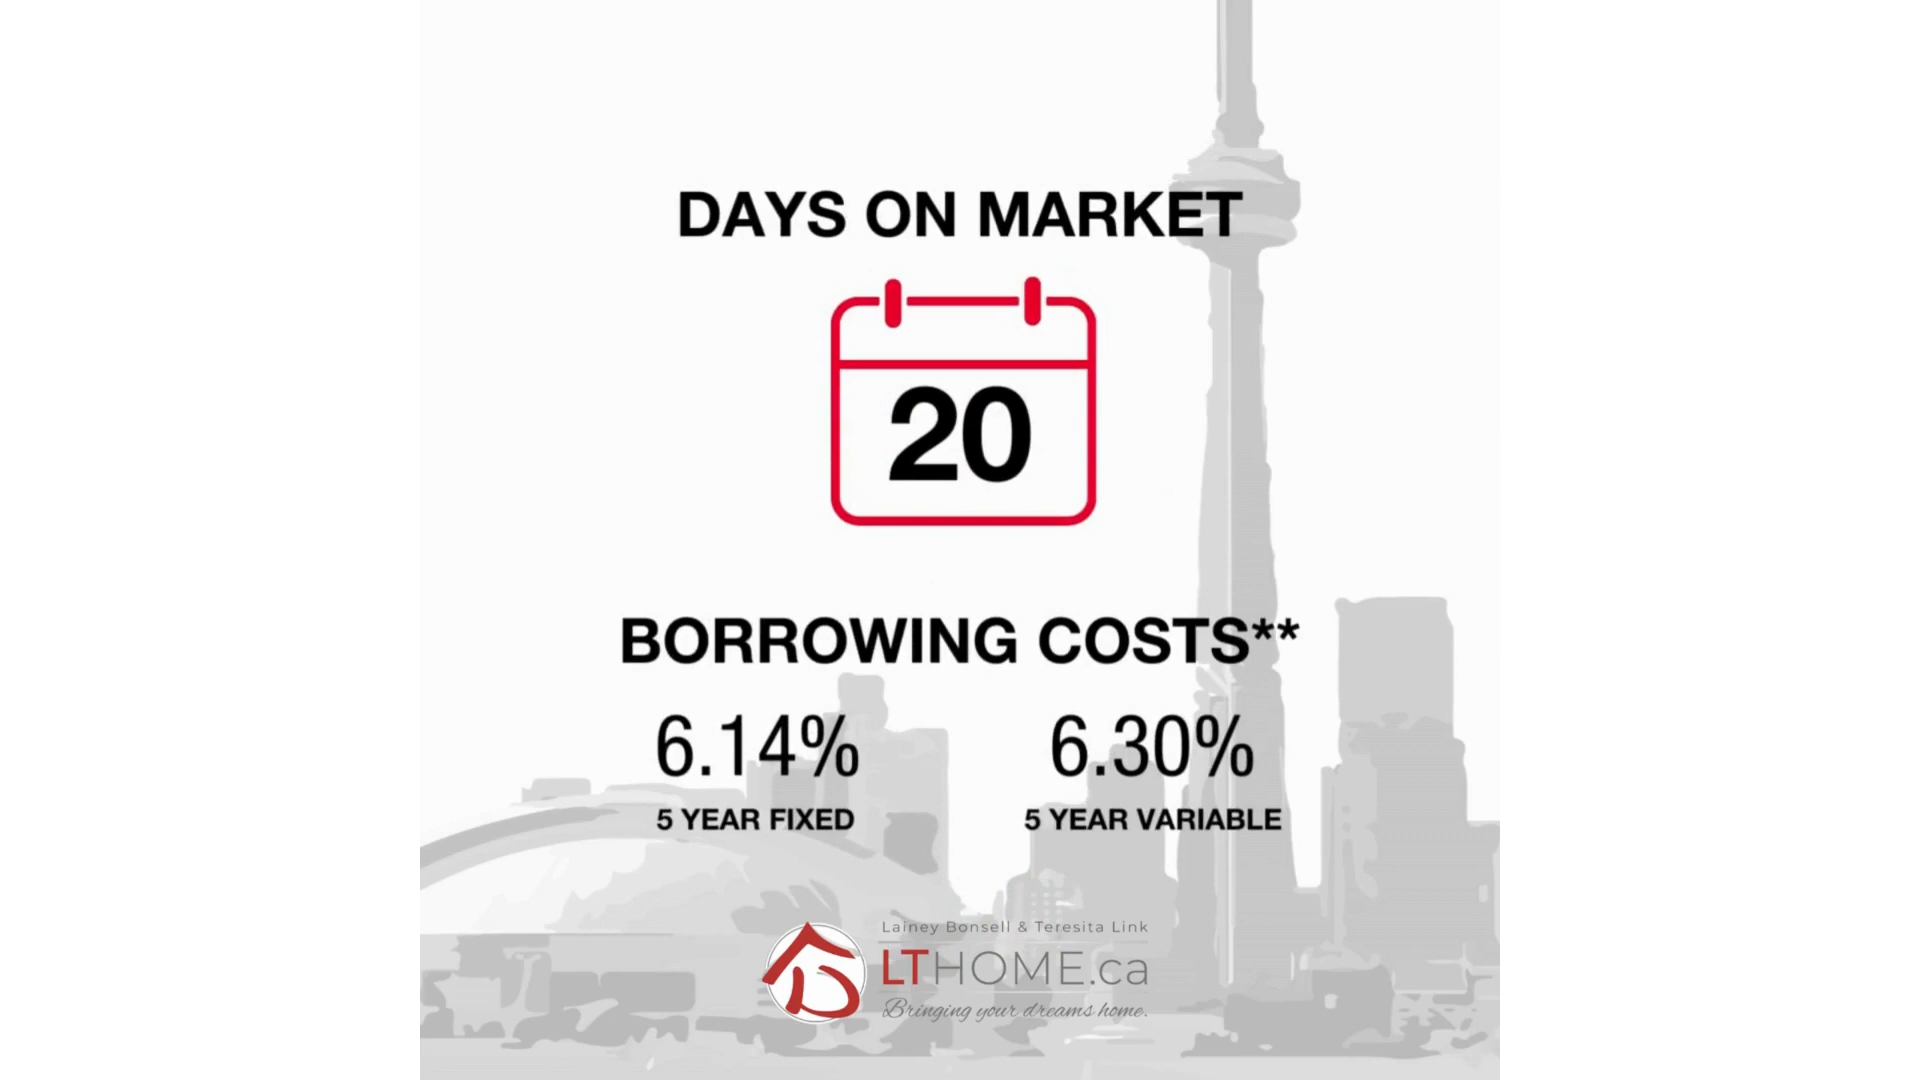 DAYS ON MARKET
20
BORROWING COSTS**
6.14% 6.30%
5 YEAR FIXED 5 YEAR VARIABLE
Lainey Bonsell & Teresita Link
LTHOME.ca
Bringing your dreams home.